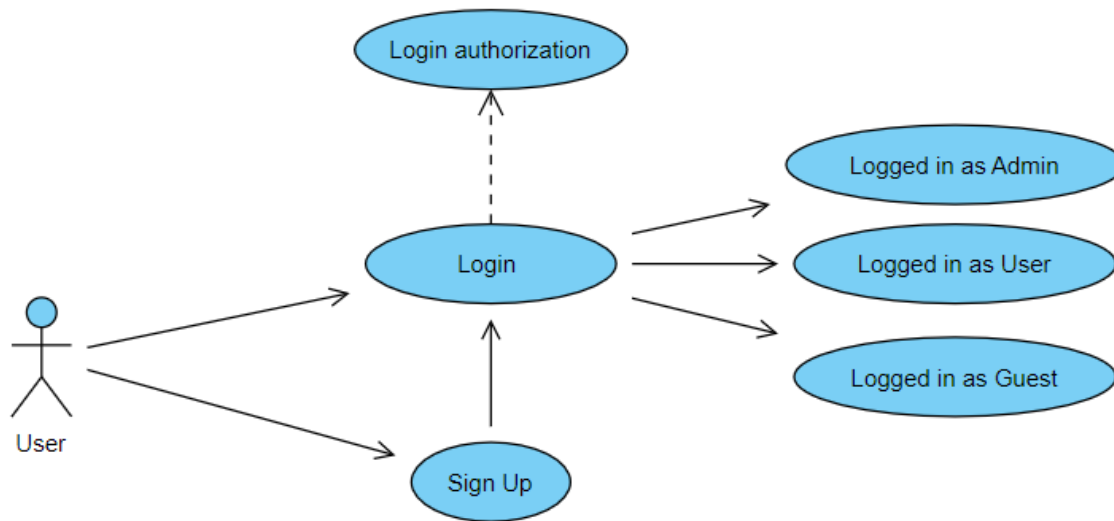 Login authorization
Logged in as Admin
Login
Logged in as User
Logged in as Guest
User
Sign Up